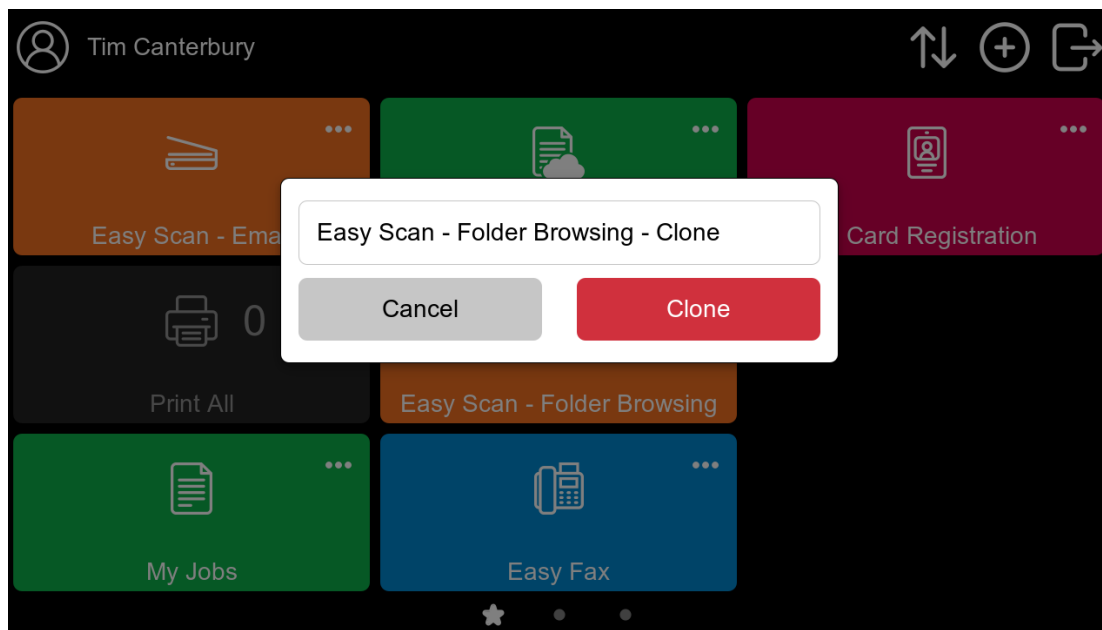 Tim Canterbury
Easy Scan - Ema
Card Registration
Easy Scan - Folder Browsing - Clone
Cancel
Clone
0
Print All
Easy Scan - Folder Browsing
My Jobs
Easy Fax